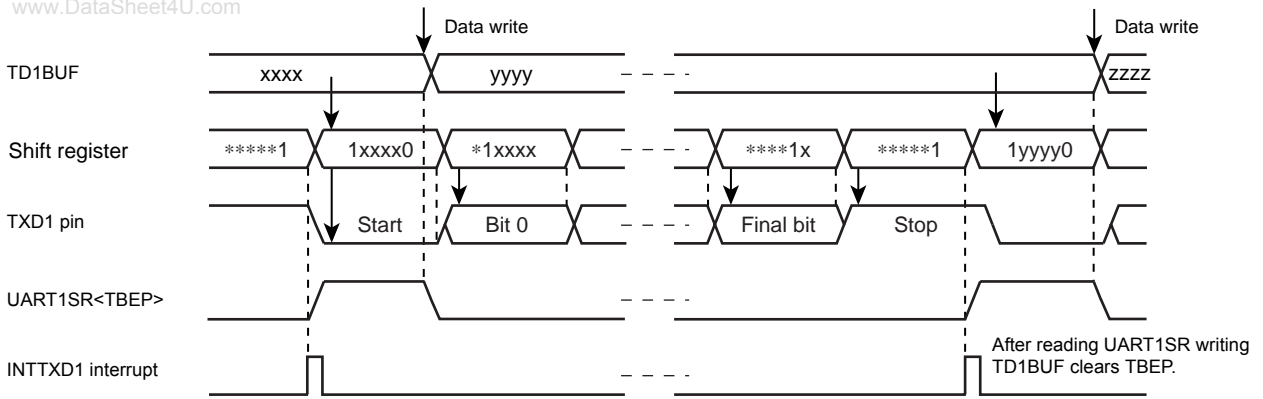 www.DataSheet4U.com
Data write
Data write
TD1BUF
xxxx
yyyy
zzzz
Shift register
*****1
1xxxx0
*1xxxx
****1x
*****1
1yyyy0
TXD1 pin
Start
Bit 0
Final bit
Stop
UART1SR<TBEP>
After reading UART1SR writing
TD1BUF clears TBEP.
INTTXD1 interrupt